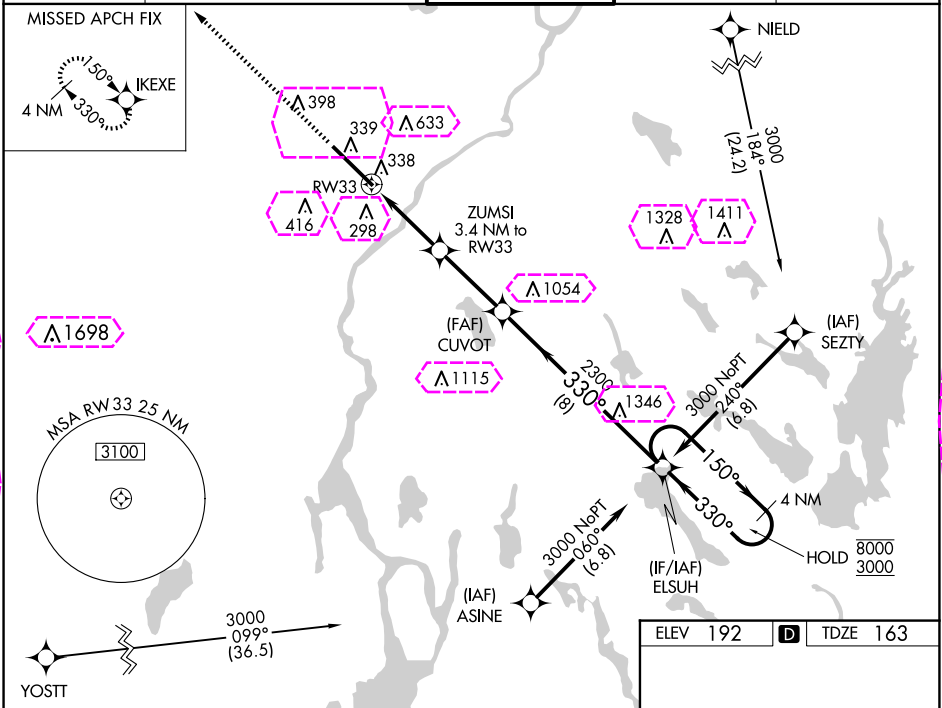 MISSED APCH FIX
150°
IKEXE
4 NM
330°
NIELD
3000
184°
(24.2)
398
339
633
338
RW33
416
298
ZUMSI
3.4 NM to
RW33
1328
1411
1054
(FAF)
CUVOT
1698
1115
(IAF)
SEZTY
2300
330°
(8)
1346
3000 NoPT
240°
(6.8)
MSA RW33 25 NM
3100
150°
330°
4 NM
HOLD
8000
3000
3000 NoPT
060°
(6.8)
(IF/IAF)
ELSUH
(IAF)
ASINE
3000
099°
(36.5)
YOSTT
ELEV 192 D TDZE 163